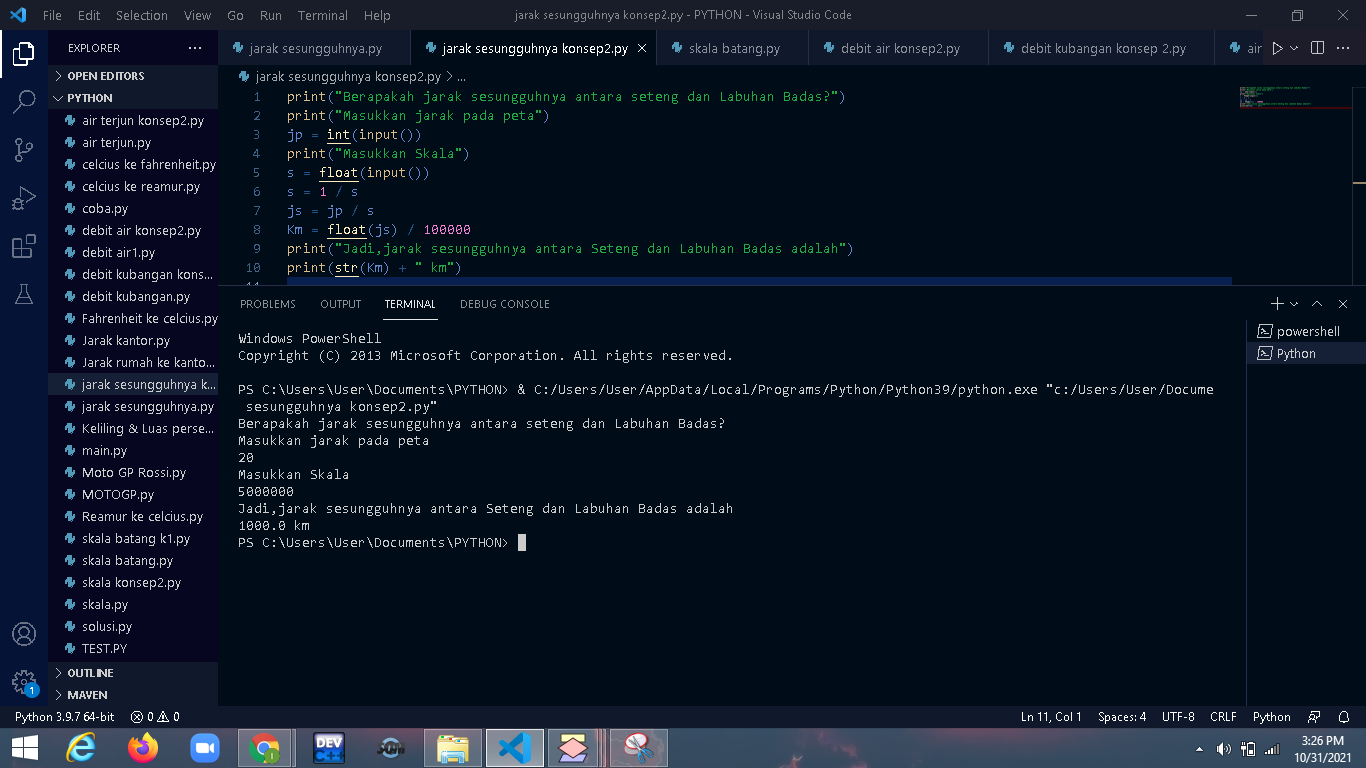 File Edit Selection View Go Run Terminal Help jarak sesungguhnya konsep2.py - PYTHON - Visual Studio Code
EXPLORER
jarak sesungguhnya.py jarak sesungguhnya konsep2.py skala batang.py debit air konsep2.py debit kubangan konsep 2.py air
OPEN EDITORS
PYTHON
air terjun konsep2.py
air terjun.py
celcius ke fahrenheit.py
celcius ke reamur.py
coba.py
debit air konsep2.py
debit air1.py
debit kubangan kons...
debit kubangan.py
Fahrenheit ke celcius.py
Jarak kantor.py
Jarak rumah ke kanto...
jarak sesungguhnya k...
jarak sesungguhnya.py
Keliling & Luas perse...
main.py
Moto GP Rossi.py
MOTOGP.py
Reamur ke celcius.py
skala batang k1.py
skala batang.py
skala konsep2.py
skala.py
solusi.py
TEST.PY
OUTLINE
MAVEN
jarak sesungguhnya konsep2.py > ...
1 print("Berapakah jarak sesungguhnya antara seteng dan Labuhan Badas?")
2 print("Masukkan jarak pada peta")
3 jp = int(input())
4 print("Masukkan Skala")
5 s = float(input())
6 s = 1 / s
7 js = jp / s
8 Km = float(js) / 100000
9 print("Jadi,jarak sesungguhnya antara Seteng dan Labuhan Badas adalah")
10 print(str(Km) + " km")
11
PROBLEMS OUTPUT TERMINAL DEBUG CONSOLE
Windows PowerShell
Copyright (C) 2013 Microsoft Corporation. All rights reserved.
PS C:\Users\User\Documents\PYTHON> & C:/Users/User/AppData/Local/Programs/Python/Python39/python.exe "c:/Users/User/Docume
sesungguhnya konsep2.py"
Berapakah jarak sesungguhnya antara seteng dan Labuhan Badas?
Masukkan jarak pada peta
20
Masukkan Skala
5000000
Jadi,jarak sesungguhnya antara Seteng dan Labuhan Badas adalah
1000.0 km
PS C:\Users\User\Documents\PYTHON>
powershell
Python
1
Python 3.9.7 64-bit 0 0 Ln 11, Col 1 Spaces: 4 UTF-8 CRLF Python
DEV C++
3:26 PM
10/31/2021